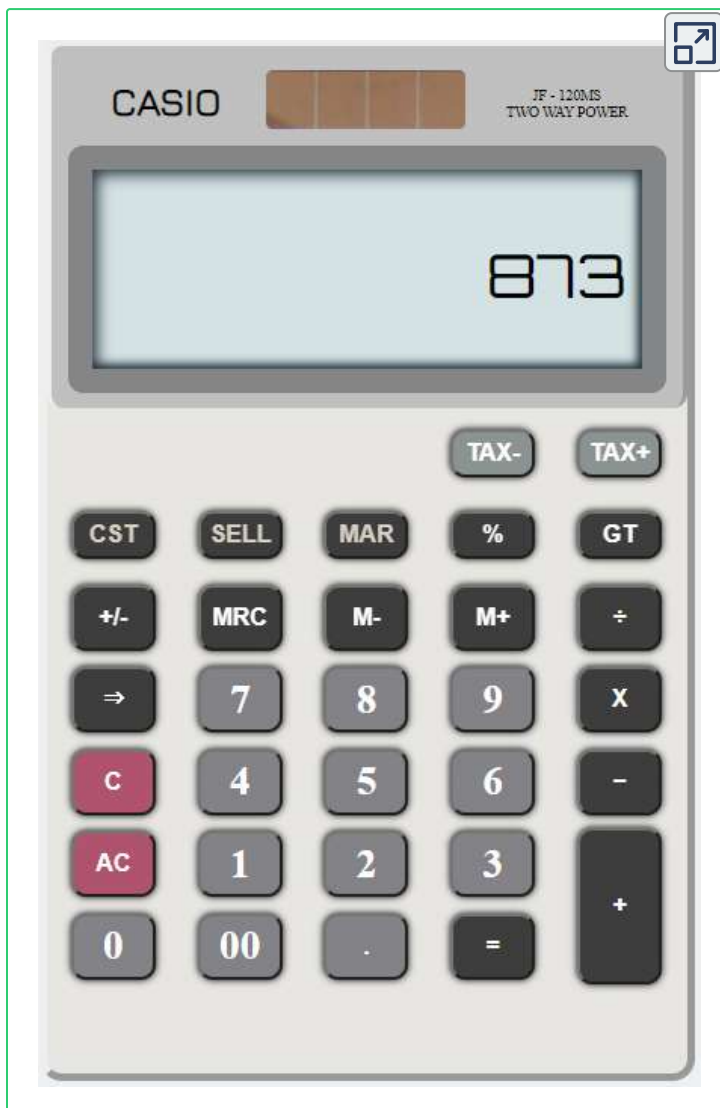 CASIO
JF - 120MS
TWO WAY POWER
873
TAX- TAX+
CST SELL MAR % GT
+/- MRC M- M+ ÷
⇒ 7 8 9 X
C 4 5 6 −
AC 1 2 3 +
0 00 . =